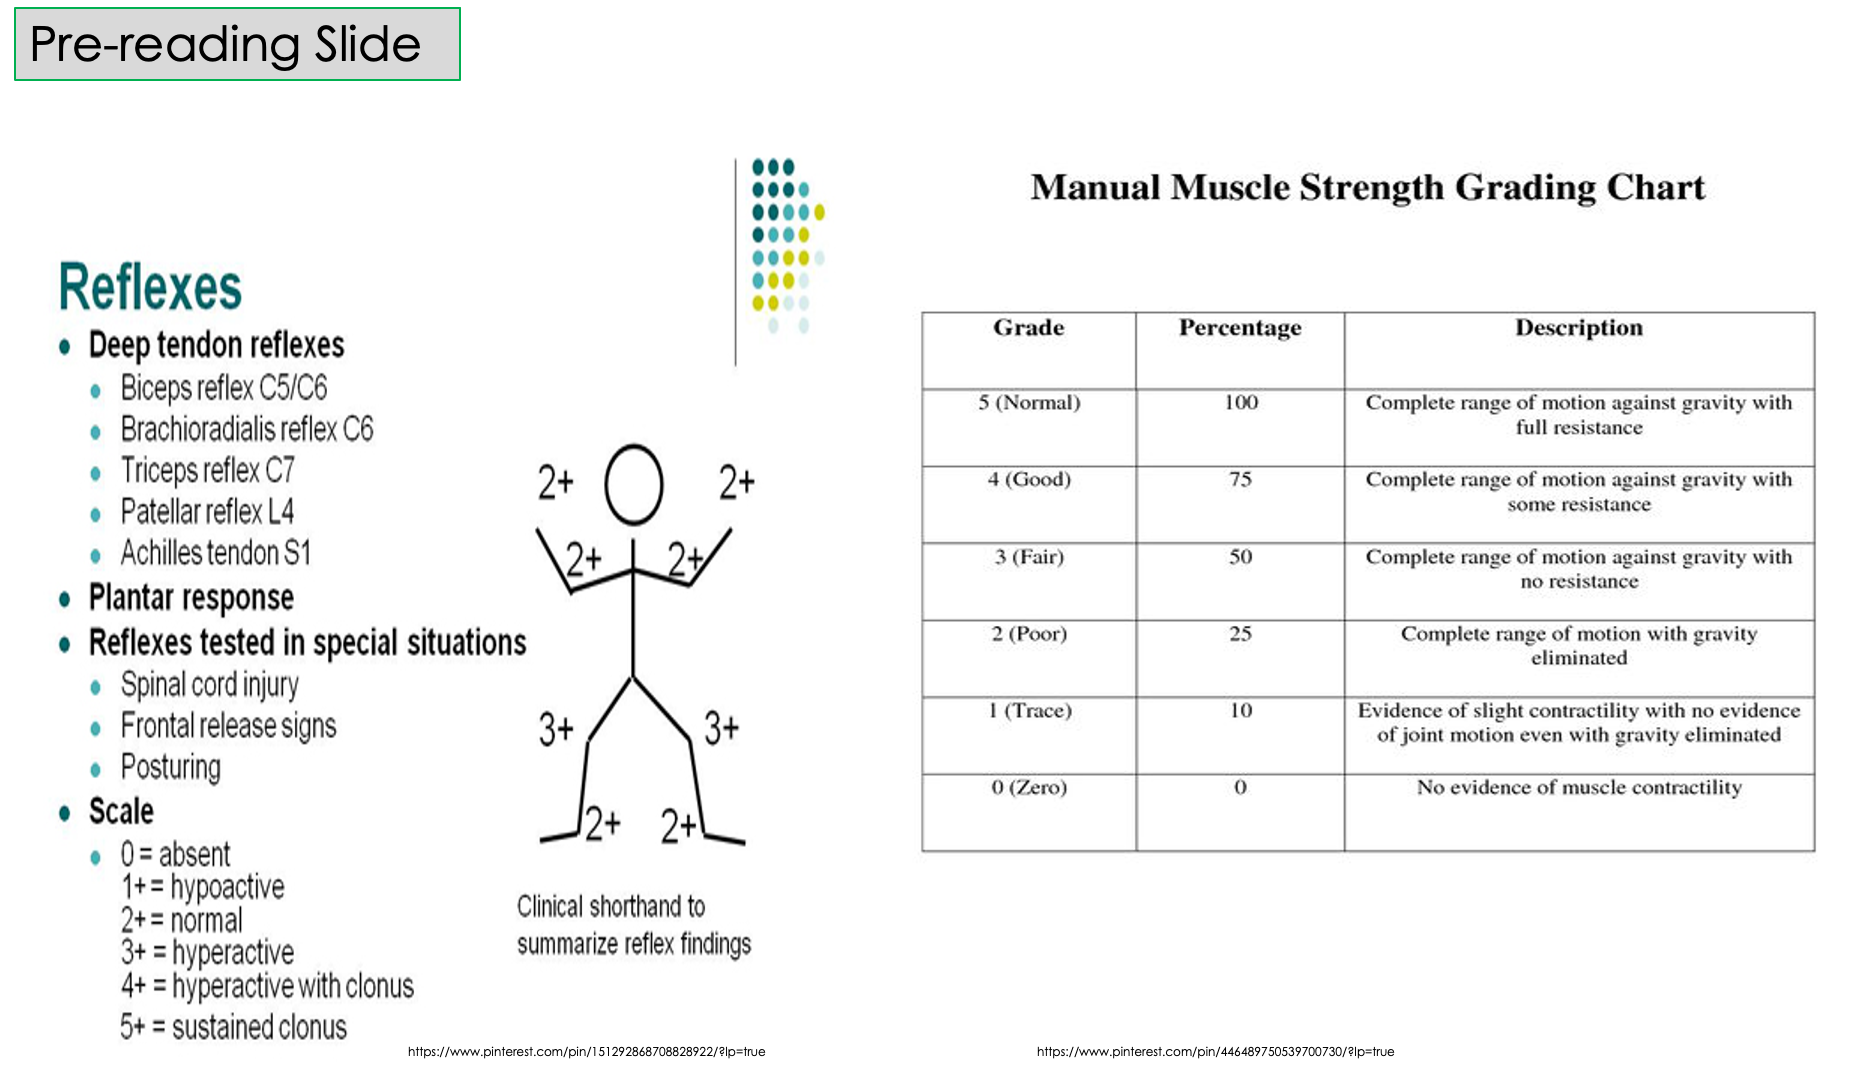 Pre-reading Slide
Reflexes
Deep tendon reflexes
Biceps reflex C5/C6
Brachioradialis reflex C6
Triceps reflex C7
Patellar reflex L4
Achilles tendon S1
Plantar response
Reflexes tested in special situations
Spinal cord injury
Frontal release signs
Posturing
Scale
0 = absent
1+ = hypoactive
2+ = normal
3+ = hyperactive
4+ = hyperactive with clonus
5+ = sustained clonus
2+ 2+
2+ 2+
3+ 3+
2+ 2+
Clinical shorthand to
summarize reflex findings
https://www.pinterest.com/pin/151292868708828922/?lp=true
Manual Muscle Strength Grading Chart
Grade Percentage Description
5 (Normal) 100 Complete range of motion against gravity with
full resistance
4 (Good) 75 Complete range of motion against gravity with
some resistance
3 (Fair) 50 Complete range of motion against gravity with
no resistance
2 (Poor) 25 Complete range of motion with gravity
eliminated
1 (Trace) 10 Evidence of slight contractility with no evidence
of joint motion even with gravity eliminated
0 (Zero) 0 No evidence of muscle contractility
https://www.pinterest.com/pin/446489750539700730/?lp=true